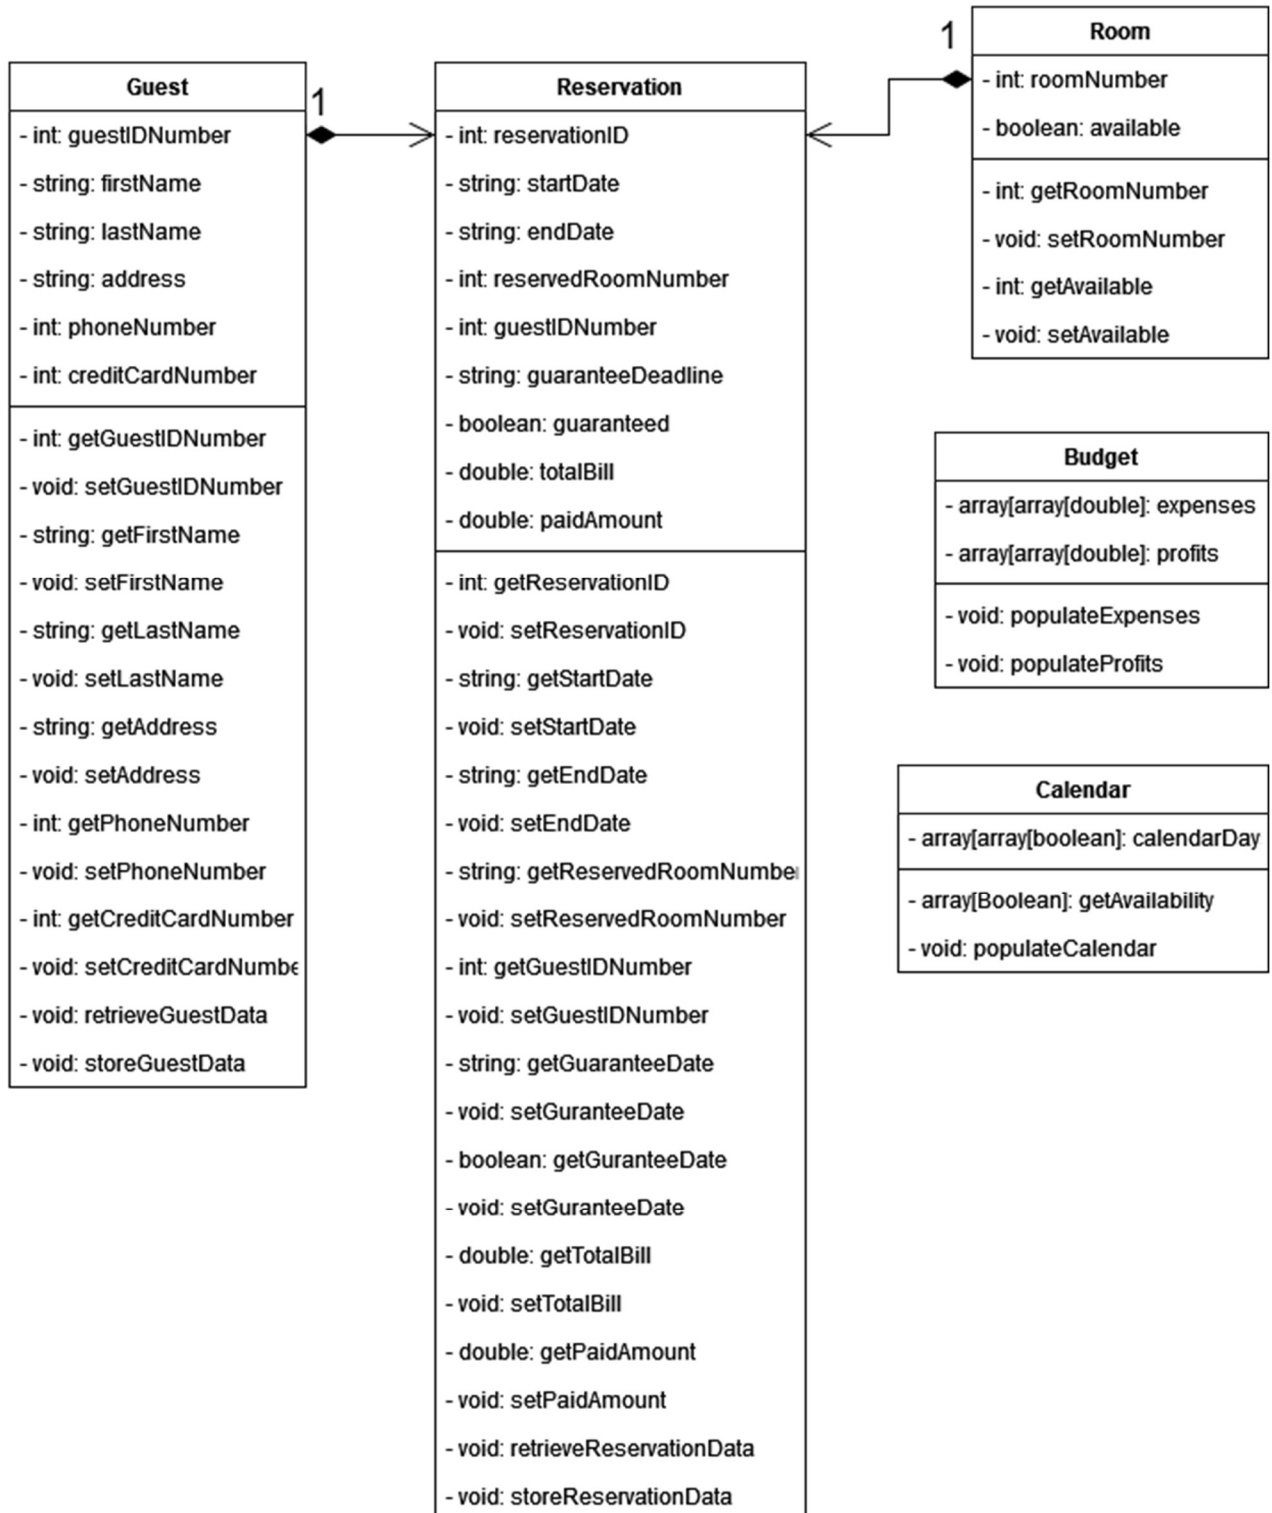 Guest
1
- int: guestIDNumber
- string: firstName
- string: lastName
- string: address
- int: phoneNumber
- int: creditCardNumber
- int: getGuestIDNumber
- void: setGuestIDNumber
- string: getFirstName
- void: setFirstName
- string: getLastName
- void: setLastName
- string: getAddress
- void: setAddress
- int: getPhoneNumber
- void: setPhoneNumber
- int: getCreditCardNumber
- void: setCreditCardNumbe
- void: retrieveGuestData
- void: storeGuestData
Reservation
- int: reservationID
- string: startDate
- string: endDate
- int: reservedRoomNumber
- int: guestIDNumber
- string: guaranteeDeadline
- boolean: guaranteed
- double: totalBill
- double: paidAmount
- int: getReservationID
- void: setReservationID
- string: getStartDate
- void: setStartDate
- string: getEndDate
- void: setEndDate
- string: getReservedRoomNumbe
- void: setReservedRoomNumber
- int: getGuestIDNumber
- void: setGuestIDNumber
- string: getGuaranteeDate
- void: setGuranteeDate
- boolean: getGuranteeDate
- void: setGuranteeDate
- double: getTotalBill
- void: setTotalBill
- double: getPaidAmount
- void: setPaidAmount
- void: retrieveReservationData
- void: storeReservationData
1
Room
- int: roomNumber
- boolean: available
- int: getRoomNumber
- void: setRoomNumber
- int: getAvailable
- void: setAvailable
Budget
- array[array[double]: expenses
- array[array[double]: profits
- void: populateExpenses
- void: populateProfits
Calendar
- array[array[boolean]: calendarDay
- array[Boolean]: getAvailability
- void: populateCalendar